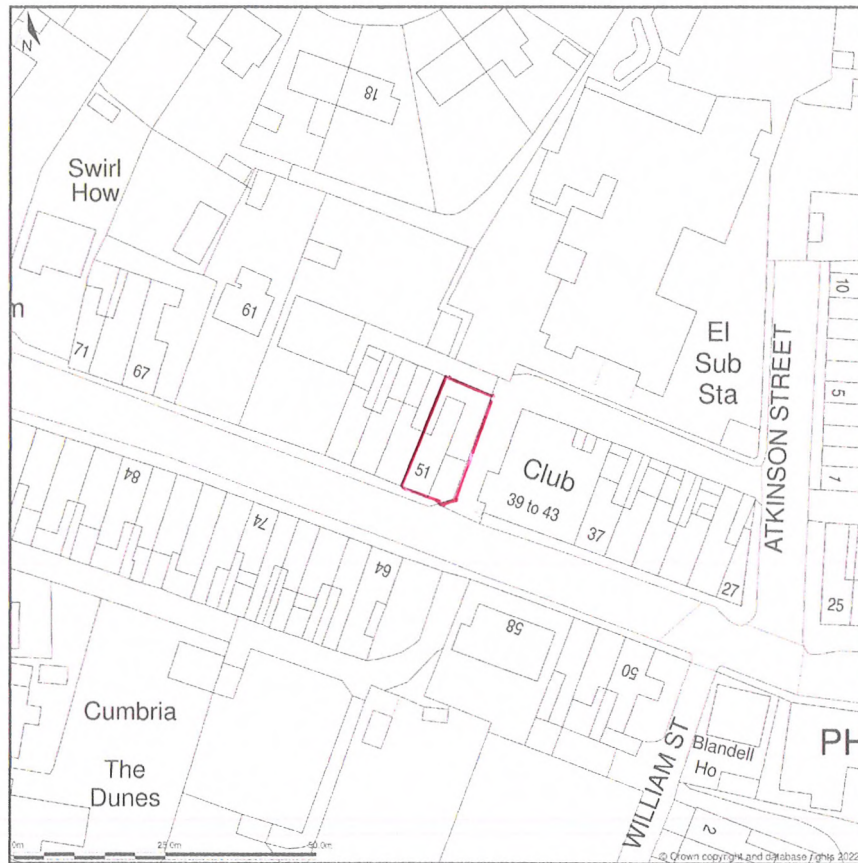 N
18
Swirl
How
m
61
71
67
10
El
Sub
Sta
ATKINSON STREET
5
1
51
Club
39 to 43
37
27
25
84
74
64
58
50
Cumbria
The
Dunes
WILLIAM ST
Blandell
Ho
PH
2
0m
25.0m
50.0m
© Crown copyright and database rights 2022